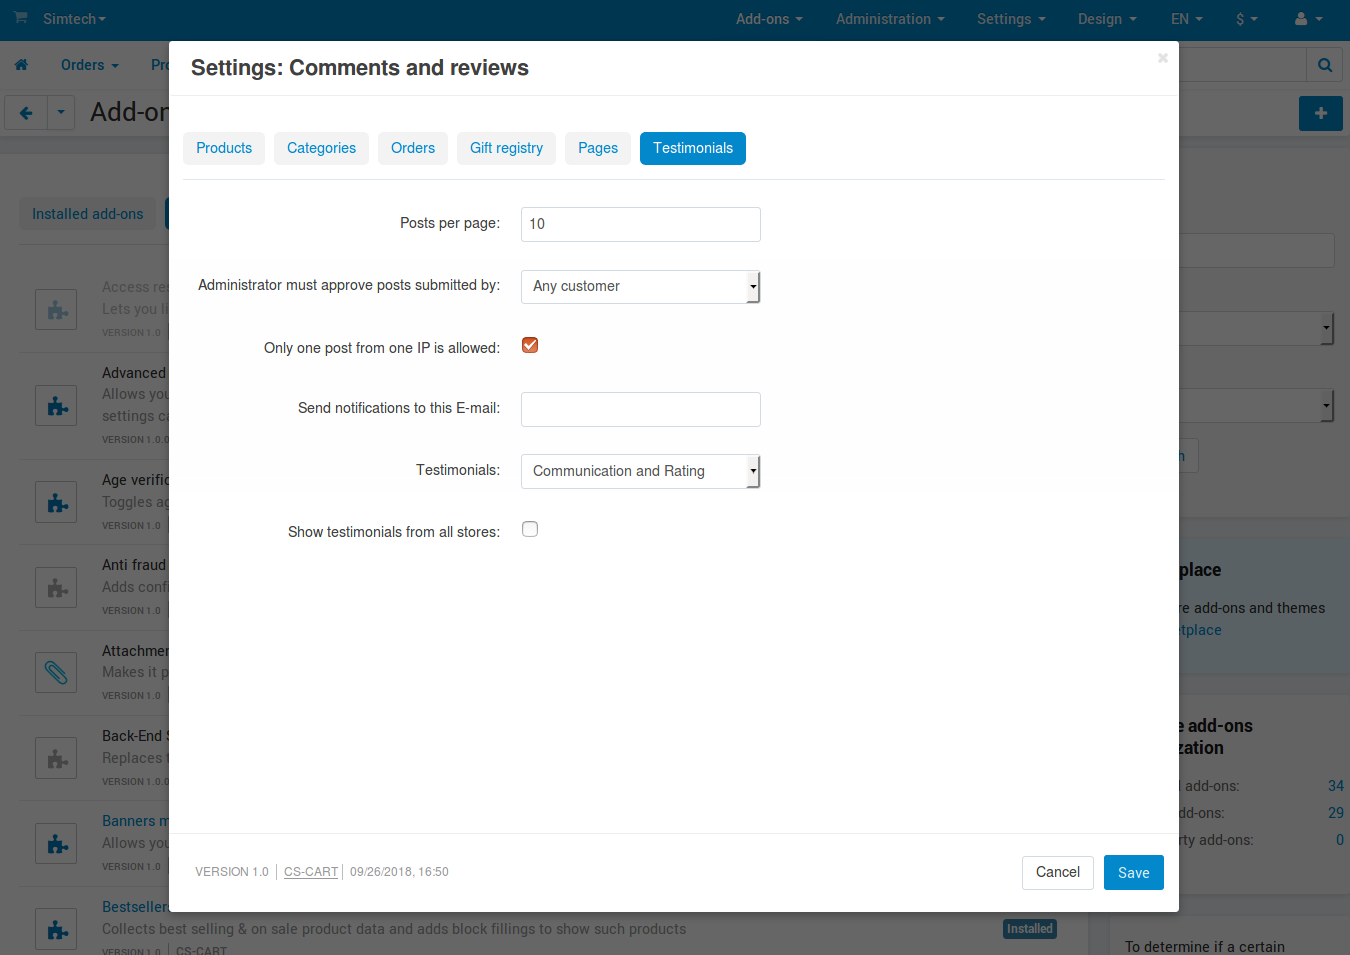 Simtech
Add-ons
Administration
Settings
Design
EN
$
Orders
Add-on
Settings: Comments and reviews
Products
Categories
Orders
Gift registry
Pages
Testimonials
Posts per page:
10
Administrator must approve posts submitted by:
Any customer
Only one post from one IP is allowed:
Send notifications to this E-mail:
Testimonials:
Communication and Rating
Show testimonials from all stores:
VERSION 1.0
CS-CART
09/26/2018, 16:50
Cancel
Save
Installed add-ons
Access
Lets you
VERSION 1.0
Advanced
Allows you
settings
VERSION 1.0.0
Age
Toggles
VERSION 1.0
Anti fraud
Adds
VERSION 1.0
Makes it
VERSION 1.0
Back-End
Replaces
VERSION 1.0.0
Banners
Allows you
VERSION 1.0
Bestsellers
Collects best selling & on sale product data and adds block fillings to show such products
VERSION 1.0
CS-CART
Installed
place
re add-ons and themes
etplace
e add-ons
zation
add-ons:
34
dd-ons:
29
rty add-ons:
0
To determine if a certain